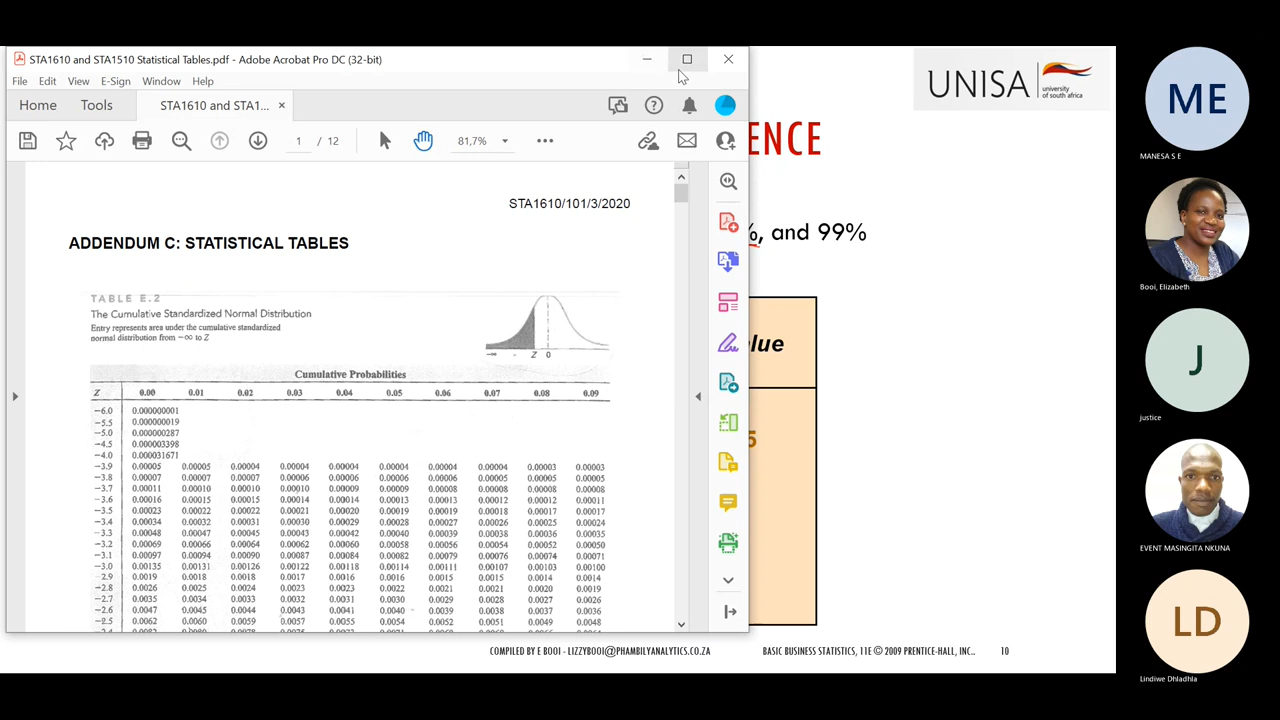 STA1610 and STA1510 Statistical Tables.pdf - Adobe Acrobat Pro DC (32-bit)
File Edit View E-Sign Window Help
Home Tools STA1610 and STA1... ×
1 / 12 81,7%
STA1610/101/3/2020
ADDENDUM C: STATISTICAL TABLES
TABLE E.2
The Cumulative Standardized Normal Distribution
Entry represents area under the cumulative standardized
normal distribution from −∞ to Z
−∞ Z 0
Cumulative Probabilities
Z 0.00 0.01 0.02 0.03 0.04 0.05 0.06 0.07 0.08 0.09
−6.0 0.000000001
−5.5 0.000000019
−5.0 0.000000287
−4.5 0.000003398
−4.0 0.000031671
−3.9 0.00005 0.00005 0.00004 0.00004 0.00004 0.00004 0.00004 0.00004 0.00003 0.00003
−3.8 0.00007 0.00007 0.00007 0.00006 0.00006 0.00006 0.00006 0.00005 0.00005 0.00005
−3.7 0.00011 0.00010 0.00010 0.00010 0.00009 0.00009 0.00008 0.00008 0.00008 0.00008
−3.6 0.00016 0.00015 0.00015 0.00014 0.00014 0.00013 0.00013 0.00012 0.00012 0.00011
−3.5 0.00023 0.00022 0.00022 0.00021 0.00020 0.00019 0.00019 0.00018 0.00017 0.00017
−3.4 0.00034 0.00032 0.00031 0.00030 0.00029 0.00028 0.00027 0.00026 0.00025 0.00024
−3.3 0.00048 0.00047 0.00045 0.00043 0.00042 0.00040 0.00039 0.00038 0.00036 0.00035
−3.2 0.00069 0.00066 0.00064 0.00062 0.00060 0.00058 0.00056 0.00054 0.00052 0.00050
−3.1 0.00097 0.00094 0.00090 0.00087 0.00084 0.00082 0.00079 0.00076 0.00074 0.00071
−3.0 0.00135 0.00131 0.00126 0.00122 0.00118 0.00114 0.00111 0.00107 0.00103 0.00100
−2.9 0.0019 0.0018 0.0018 0.0017 0.0016 0.0016 0.0015 0.0015 0.0014 0.0014
−2.8 0.0026 0.0025 0.0024 0.0023 0.0023 0.0022 0.0021 0.0021 0.0020 0.0019
−2.7 0.0035 0.0034 0.0033 0.0032 0.0031 0.0030 0.0029 0.0028 0.0027 0.0026
−2.6 0.0047 0.0045 0.0044 0.0043 0.0041 0.0040 0.0039 0.0038 0.0037 0.0036
−2.5 0.0062 0.0060 0.0059 0.0057 0.0055 0.0054 0.0052 0.0051 0.0049 0.0048
UNISA
university
of south africa
ENCE
%, and 99%
lue
5
COMPILED BY E BOOI - LIZZYBOOI@PHAMBILYANALYTICS.CO.ZA BASIC BUSINESS STATISTICS, 11E © 2009 PRENTICE-HALL, INC.. 10
ME
MANESA S E
Booi, Elizabeth
J
justice
EVENT MASINGITA NKUNA
LD
Lindiwe Dhladhla